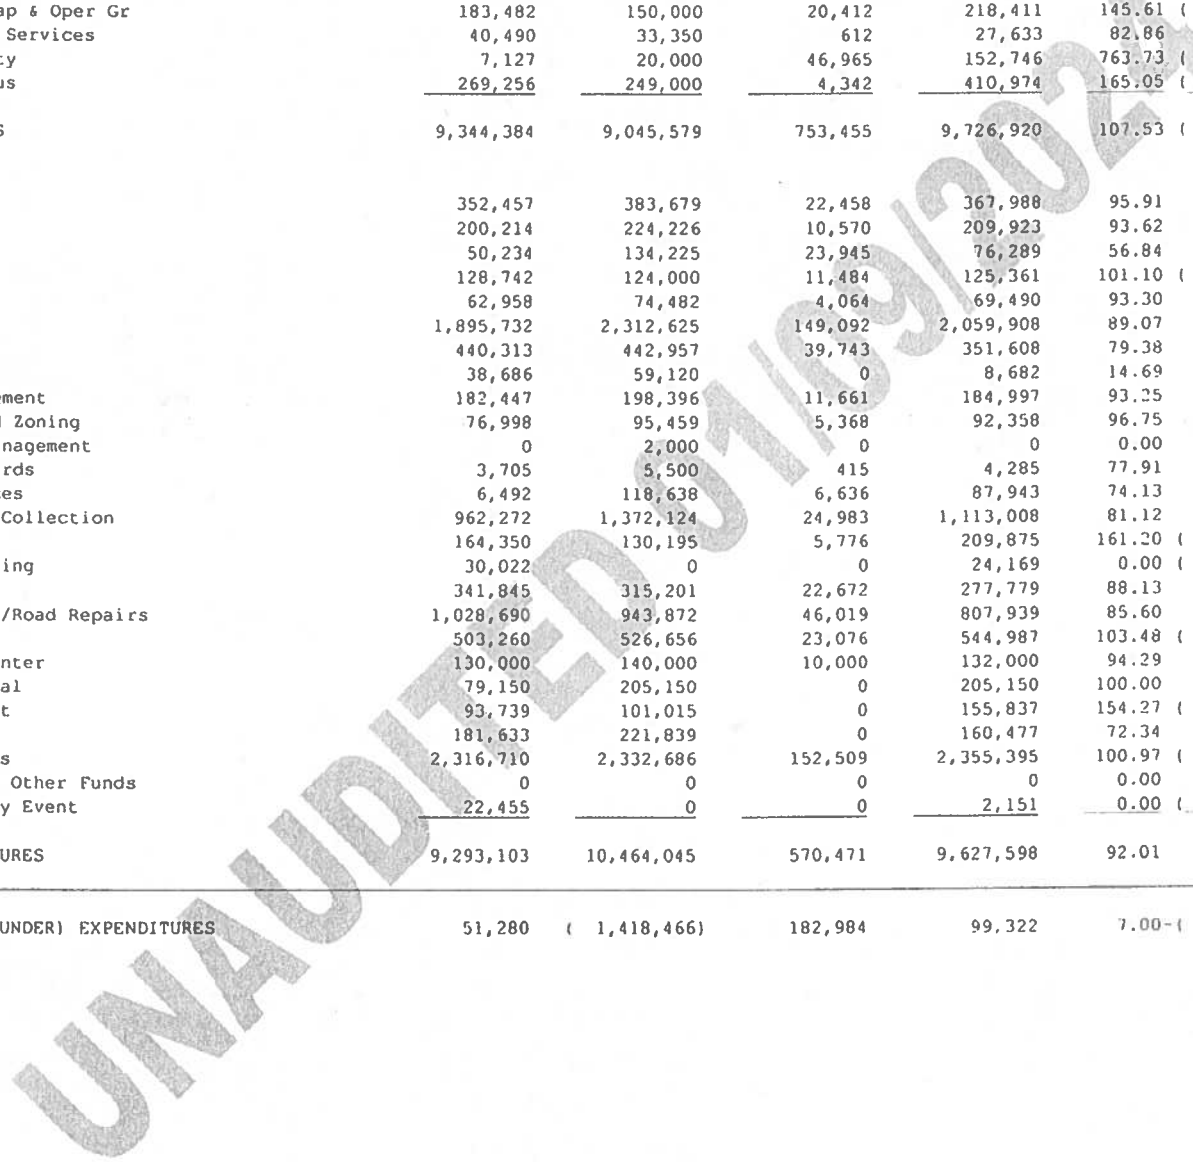 ap & Oper Gr 183,482 150,000 20,412 218,411 145.61 (
Services 40,490 33,350 612 27,633 82.86
ty 7,127 20,000 46,965 152,746 763.73 (
us 269,256 249,000 4,342 410,974 165.05 (
S 9,344,384 9,045,579 753,455 9,726,920 107.53 (
352,457 383,679 22,458 367,988 95.91
200,214 224,226 10,570 209,923 93.62
50,234 134,225 23,945 76,289 56.84
128,742 124,000 11,484 125,361 101.10 (
62,958 74,482 4,064 69,490 93.30
1,895,732 2,312,625 149,092 2,059,908 89.07
440,313 442,957 39,743 351,608 79.38
38,686 59,120 0 8,682 14.69
ement 182,447 198,396 11,661 184,997 93.25
d Zoning 76,998 95,459 5,368 92,358 96.75
nagement 0 2,000 0 0 0.00
rds 3,705 5,500 415 4,285 77.91
es 6,492 118,638 6,636 87,943 74.13
Collection 962,272 1,372,124 24,983 1,113,008 81.12
164,350 130,195 5,776 209,875 161.20 (
ing 30,022 0 0 24,169 0.00 (
341,845 315,201 22,672 277,779 88.13
/Road Repairs 1,028,690 943,872 46,019 807,939 85.60
503,260 526,656 23,076 544,987 103.48 (
nter 130,000 140,000 10,000 132,000 94.29
al 79,150 205,150 0 205,150 100.00
t 93,739 101,015 0 155,837 154.27 (
181,633 221,839 0 160,477 72.34
s 2,316,710 2,332,686 152,509 2,355,395 100.97 (
Other Funds 0 0 0 0 0.00
y Event 22,455 0 0 2,151 0.00 (
URES 9,293,103 10,464,045 570,471 9,627,598 92.01
UNDER) EXPENDITURES 51,280 ( 1,418,466) 182,984 99,322 7.00-(
UNAUDITED 01/09/2024